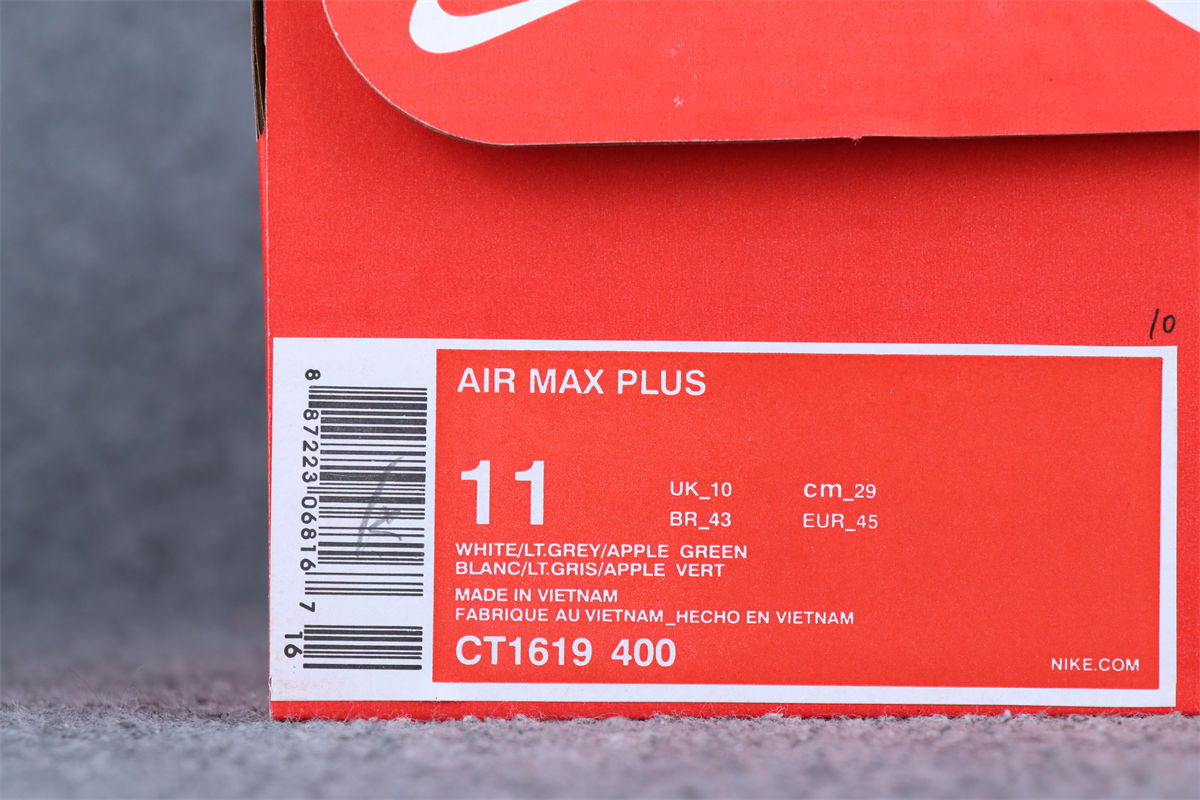 10
AIR MAX PLUS
11
UK_10 cm_29
BR_43 EUR_45
WHITE/LT.GREY/APPLE GREEN
BLANC/LT.GRIS/APPLE VERT
MADE IN VIETNAM
FABRIQUE AU VIETNAM_HECHO EN VIETNAM
CT1619 400
NIKE.COM
8 87223 06816 7
16